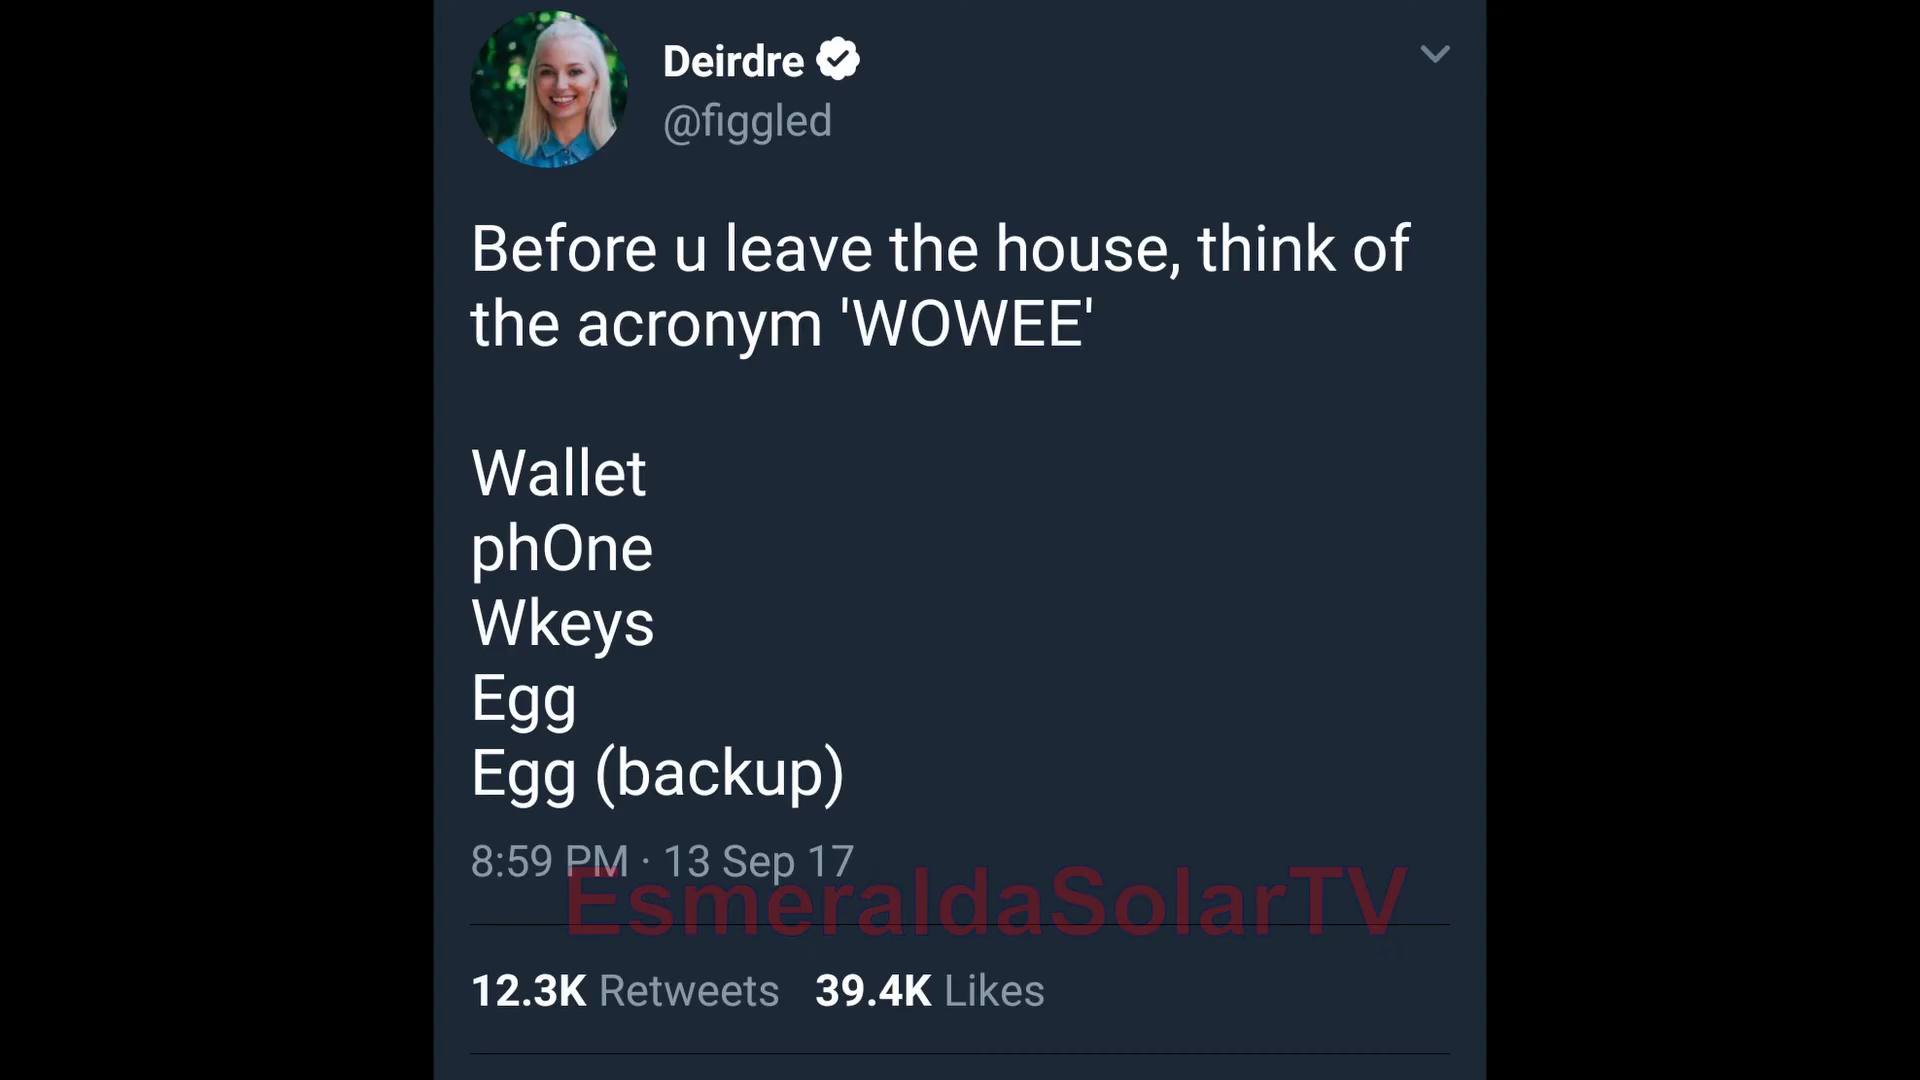 Deirdre
@figgled
Before u leave the house, think of
the acronym 'WOWEE'
Wallet
phOne
Wkeys
Egg
Egg (backup)
8:59 PM · 13 Sep 17
EsmeraldaSolarTV
12.3K Retweets 39.4K Likes